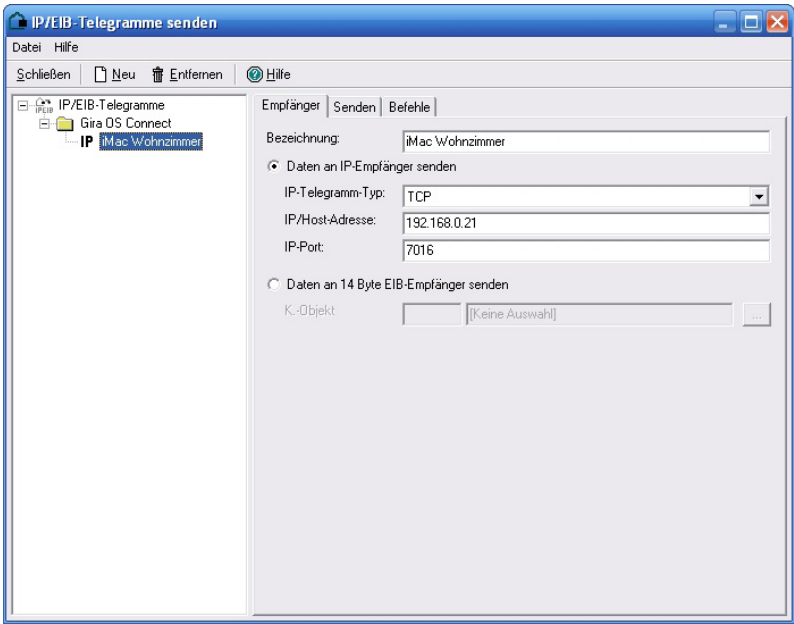 IP/EIB-Telegramme senden
Datei Hilfe
Schließen Neu Entfernen Hilfe
IP/EIB-Telegramme
Gira OS Connect
IP iMac Wohnzimmer
Empfänger Senden Befehle
Bezeichnung: iMac Wohnzimmer
Daten an IP-Empfänger senden
IP-Telegramm-Typ: TCP
IP/Host-Adresse: 192.168.0.21
IP-Port: 7016
Daten an 14 Byte EIB-Empfänger senden
K.-Objekt [Keine Auswahl] ...